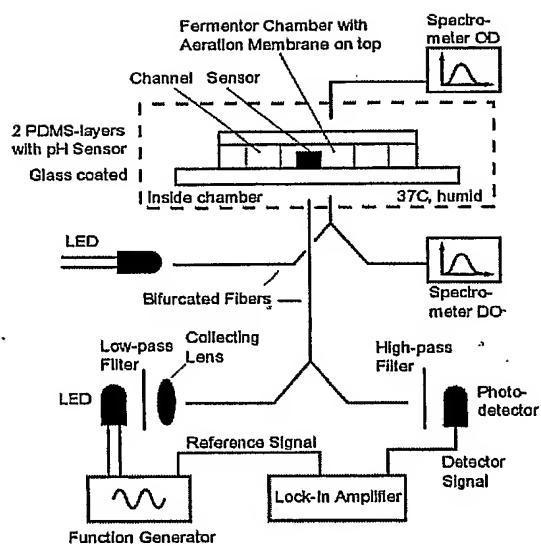 Fermentor Chamber with
Aeration Membrane on top
Spectro-
meter OD
Channel Sensor
2 PDMS-layers
with pH Sensor
Glass coated
Inside chamber
37C, humid
LED
Bifurcated Fibers
Spectro-
meter DO
Low-pass
Filter
Collecting
Lens
High-pass
Filter
LED
Photo-
detector
Reference Signal
Detector
Signal
Lock-In Amplifier
Function Generator